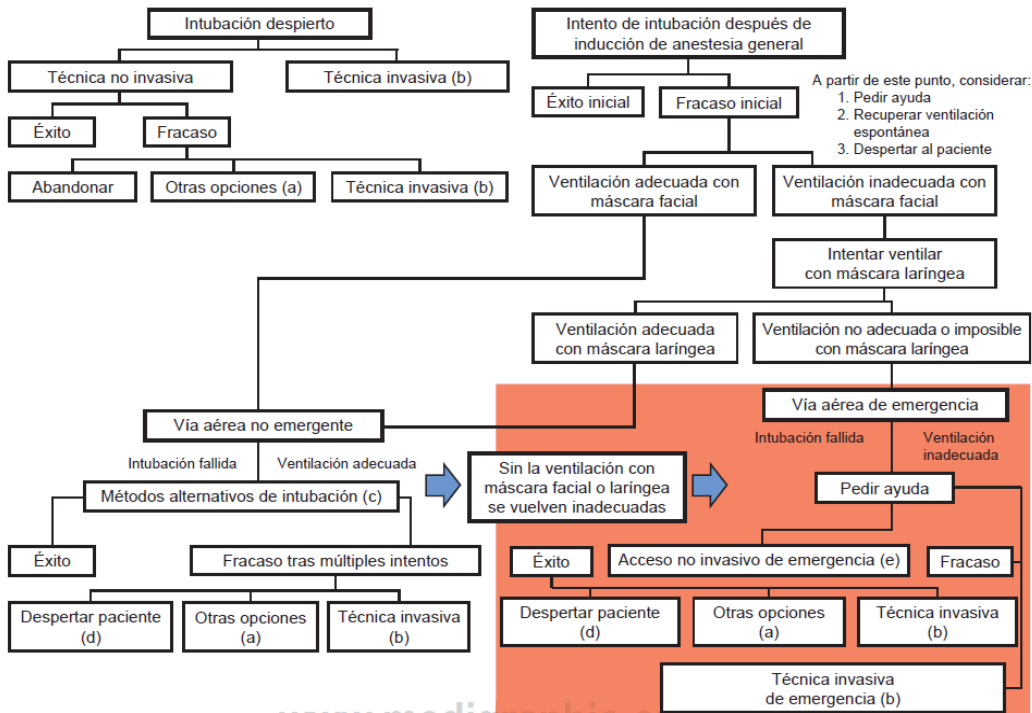 Intubación despierto
Técnica no invasiva
Técnica invasiva (b)
Éxito
Fracaso
Abandonar
Otras opciones (a)
Técnica invasiva (b)
Intento de intubación después de
inducción de anestesia general
Éxito inicial
Fracaso inicial
A partir de este punto, considerar:
1. Pedir ayuda
2. Recuperar ventilación
espontánea
3. Despertar al paciente
Ventilación adecuada con
máscara facial
Ventilación inadecuada con
máscara facial
Intentar ventilar
con máscara laríngea
Ventilación adecuada
con máscara laríngea
Ventilación no adecuada o imposible
con máscara laríngea
Vía aérea no emergente
Intubación fallida
Ventilación adecuada
Métodos alternativos de intubación (c)
Éxito
Fracaso tras múltiples intentos
Despertar paciente
(d)
Otras opciones
(a)
Técnica invasiva
(b)
Sin la ventilación con
máscara facial o laríngea
se vuelven inadecuadas
Vía aérea de emergencia
Intubación fallida
Ventilación
inadecuada
Pedir ayuda
Éxito
Acceso no invasivo de emergencia (e)
Fracaso
Despertar paciente
(d)
Otras opciones
(a)
Técnica invasiva
(b)
Técnica invasiva
de emergencia (b)